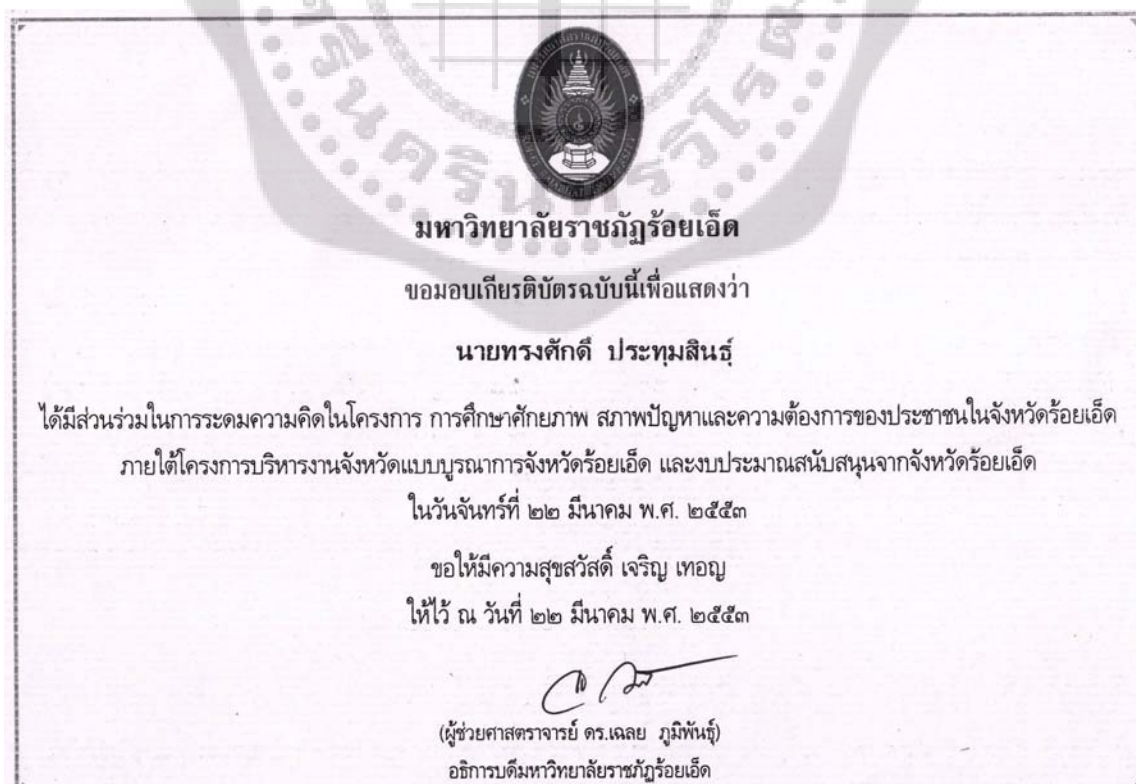 มหาวิทยาลัยราชภัฏร้อยเอ็ด
ขอมอบเกียรติบัตรฉบับนี้เพื่อแสดงว่า
นายทรงศักดิ์ ประทุมสินธุ์
ได้มีส่วนร่วมในการระดมความคิดในโครงการ การศึกษาศักยภาพ สภาพปัญหาและความต้องการของประชาชนในจังหวัดร้อยเอ็ด
ภายใต้โครงการบริหารงานจังหวัดแบบบูรณาการจังหวัดร้อยเอ็ด และงบประมาณสนับสนุนจากจังหวัดร้อยเอ็ด
ในวันจันทร์ที่ ๒๒ มีนาคม พ.ศ. ๒๕๕๓
ขอให้มีความสุขสวัสดิ์ เจริญ เทอญ
ให้ไว้ ณ วันที่ ๒๒ มีนาคม พ.ศ. ๒๕๕๓
(ผู้ช่วยศาสตราจารย์ ดร.เฉลย ภูมิพันธุ์)
อธิการบดีมหาวิทยาลัยราชภัฏร้อยเอ็ด